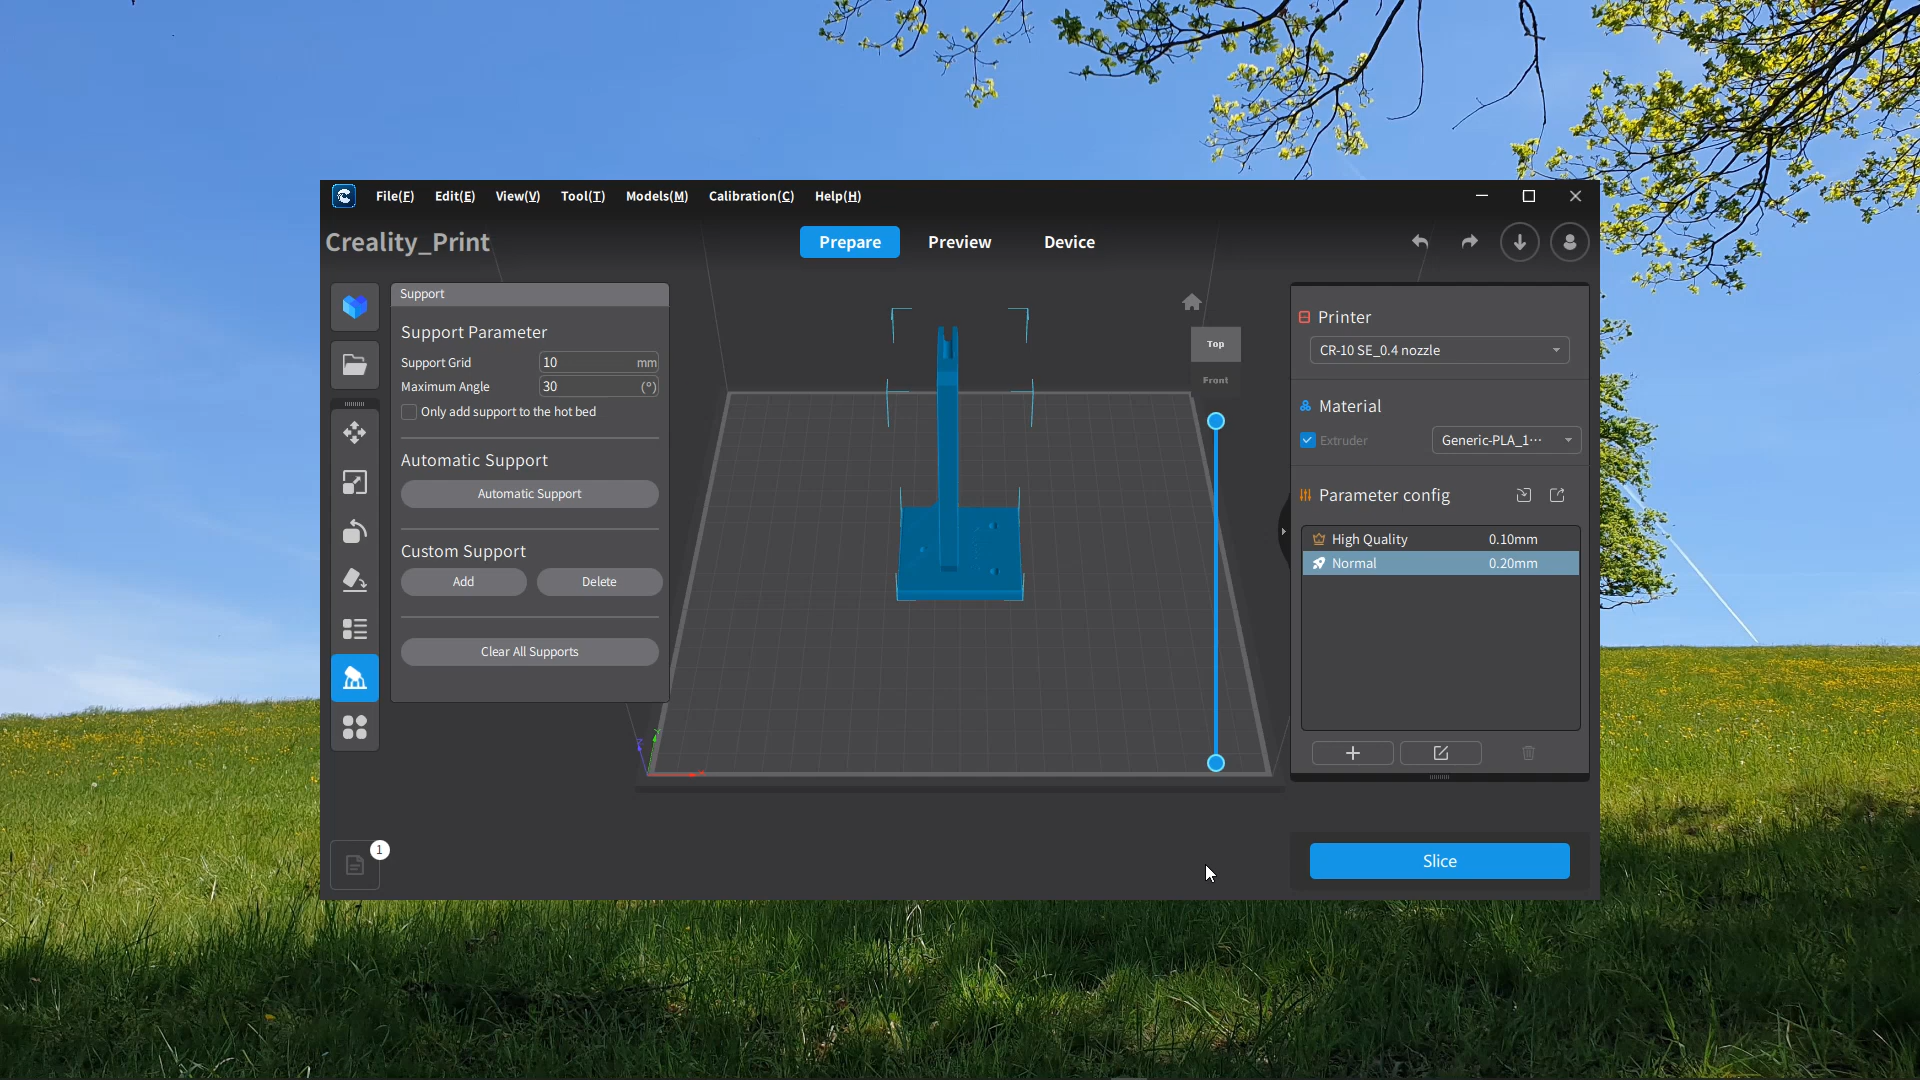 File(F) Edit(E) View(V) Tool(T) Models(M) Calibration(C) Help(H)
Creality_Print
Prepare Preview Device
Support
Support Parameter
Support Grid 10 mm
Maximum Angle 30 (°)
Only add support to the hot bed
Automatic Support
Automatic Support
Custom Support
Add Delete
Clear All Supports
Top
Front
Printer
CR-10 SE_0.4 nozzle
Material
Extruder Generic-PLA_1···
Parameter config
High Quality 0.10mm
Normal 0.20mm
1
Slice